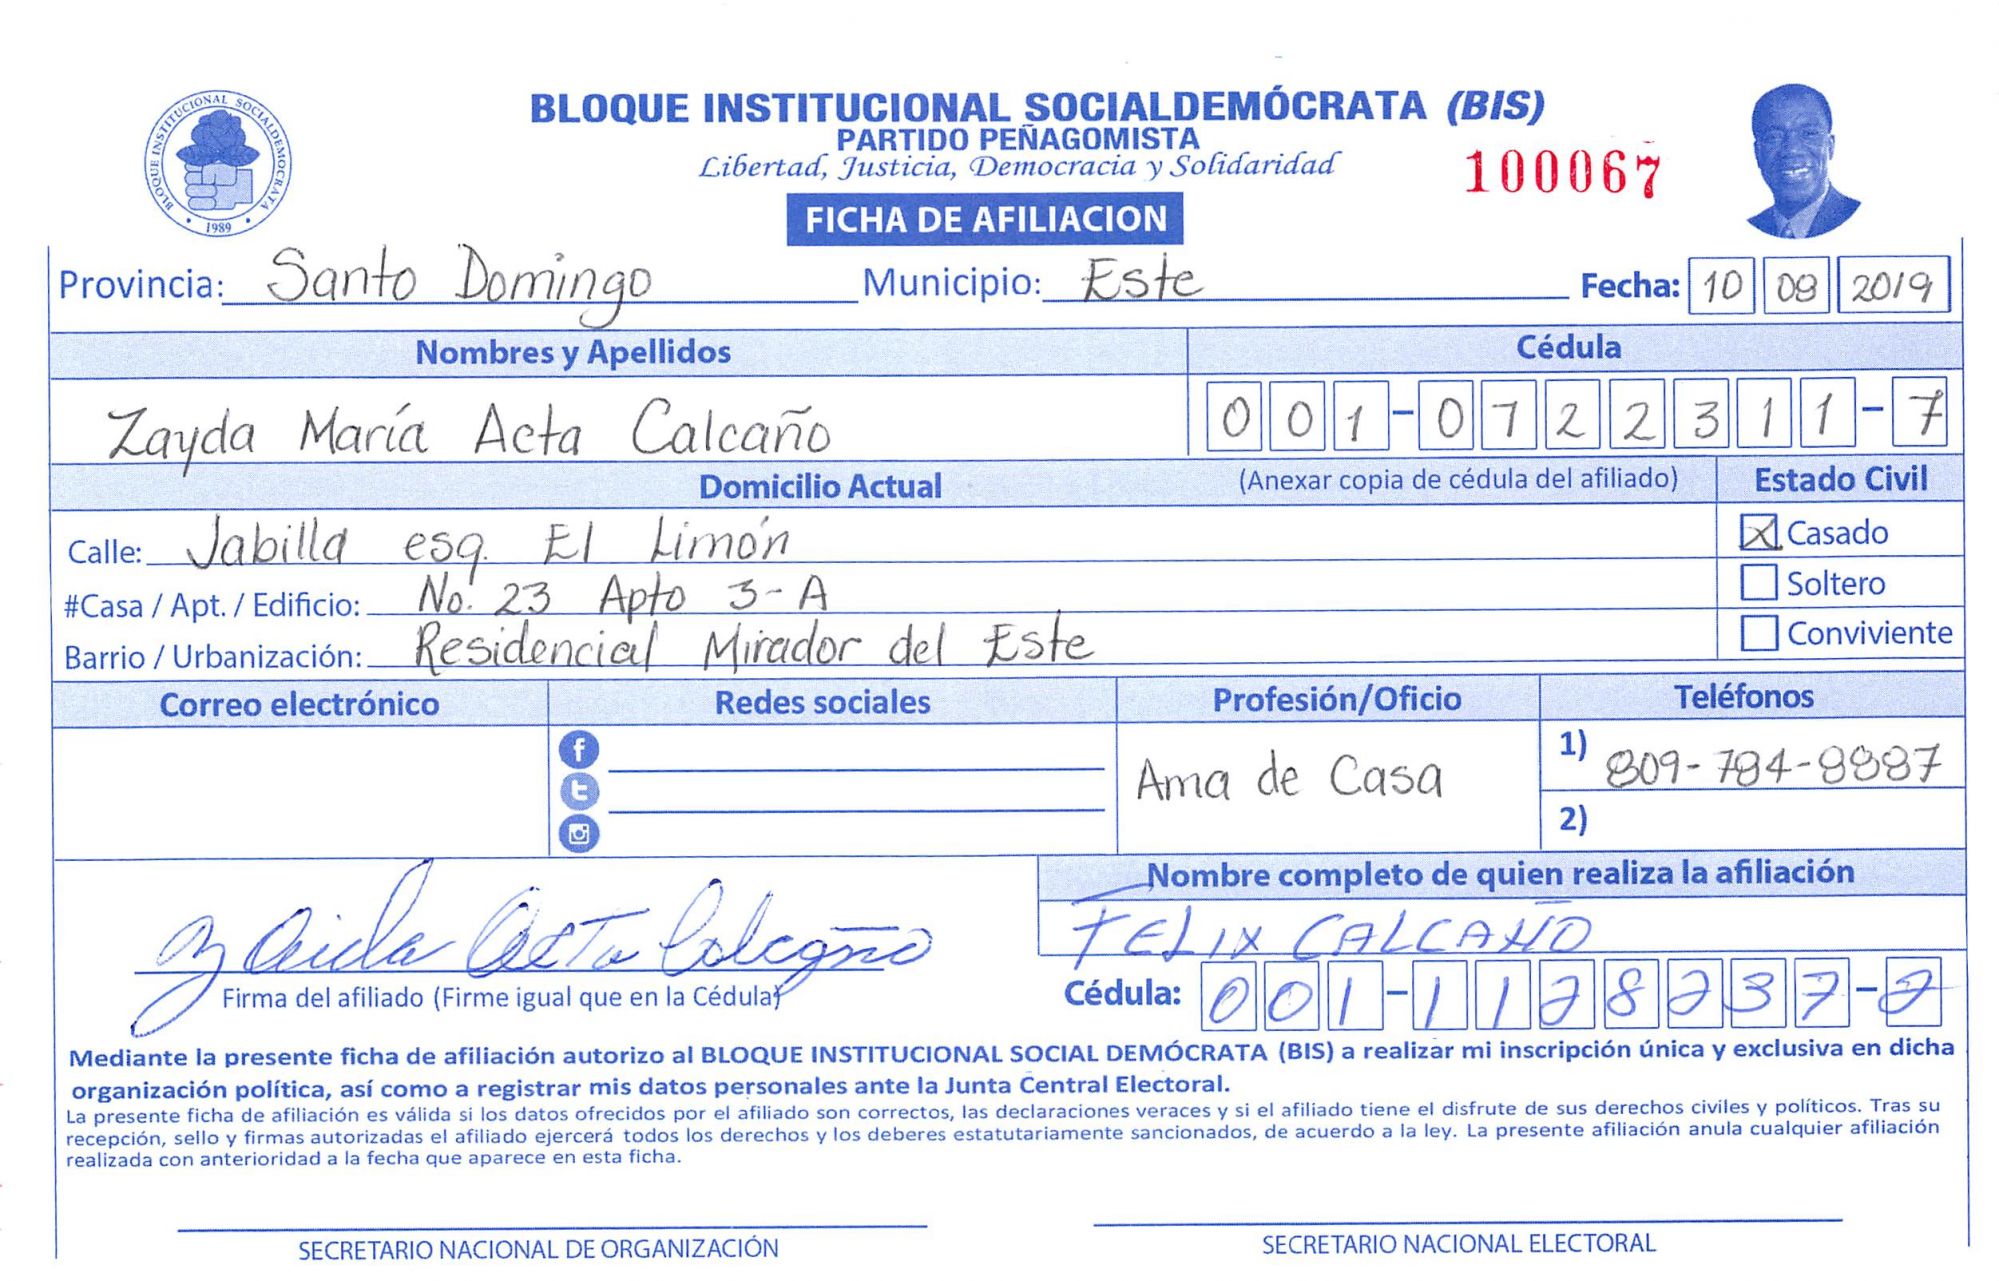 BLOQUE INSTITUCIONAL SOCIALDEMOCRATA
1989
BLOQUE INSTITUCIONAL SOCIALDEMÓCRATA (BIS)
PARTIDO PEÑAGOMISTA
Libertad, Justicia, Democracia y Solidaridad
100067
FICHA DE AFILIACION
Provincia: Santo Domingo Municipio: Este Fecha: 10 08 2019
Nombres y Apellidos Cédula
Zayda María Acta Calcaño 001-0722311-7
Domicilio Actual (Anexar copia de cédula del afiliado) Estado Civil
Calle: Jabilla esq. El Limón X Casado
#Casa / Apt. / Edificio: No. 23 Apto 3-A Soltero
Barrio / Urbanización: Residencial Mirador del Este Conviviente
Correo electrónico Redes sociales Profesión/Oficio Teléfonos
Ama de Casa 1) 809-784-8887
2)
Nombre completo de quien realiza la afiliación
Zaida Acta Calcaño FELIX CALCAÑO
Firma del afiliado (Firme igual que en la Cédula) Cédula: 001-1128237-2
Mediante la presente ficha de afiliación autorizo al BLOQUE INSTITUCIONAL SOCIAL DEMÓCRATA (BIS) a realizar mi inscripción única y exclusiva en dicha
organización política, así como a registrar mis datos personales ante la Junta Central Electoral.
La presente ficha de afiliación es válida si los datos ofrecidos por el afiliado son correctos, las declaraciones veraces y si el afiliado tiene el disfrute de sus derechos civiles y políticos. Tras su
recepción, sello y firmas autorizadas el afiliado ejercerá todos los derechos y los deberes estatutariamente sancionados, de acuerdo a la ley. La presente afiliación anula cualquier afiliación
realizada con anterioridad a la fecha que aparece en esta ficha.
SECRETARIO NACIONAL DE ORGANIZACIÓN SECRETARIO NACIONAL ELECTORAL